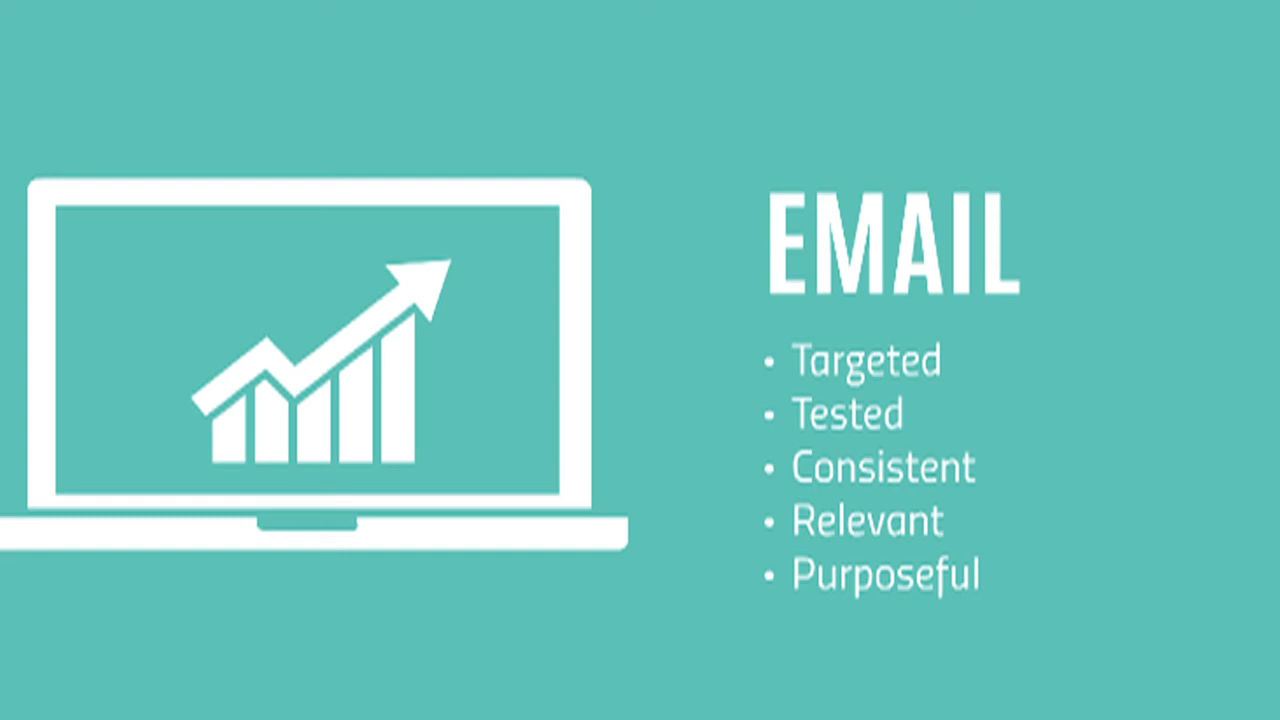 EMAIL
• Targeted
• Tested
• Consistent
• Relevant
• Purposeful